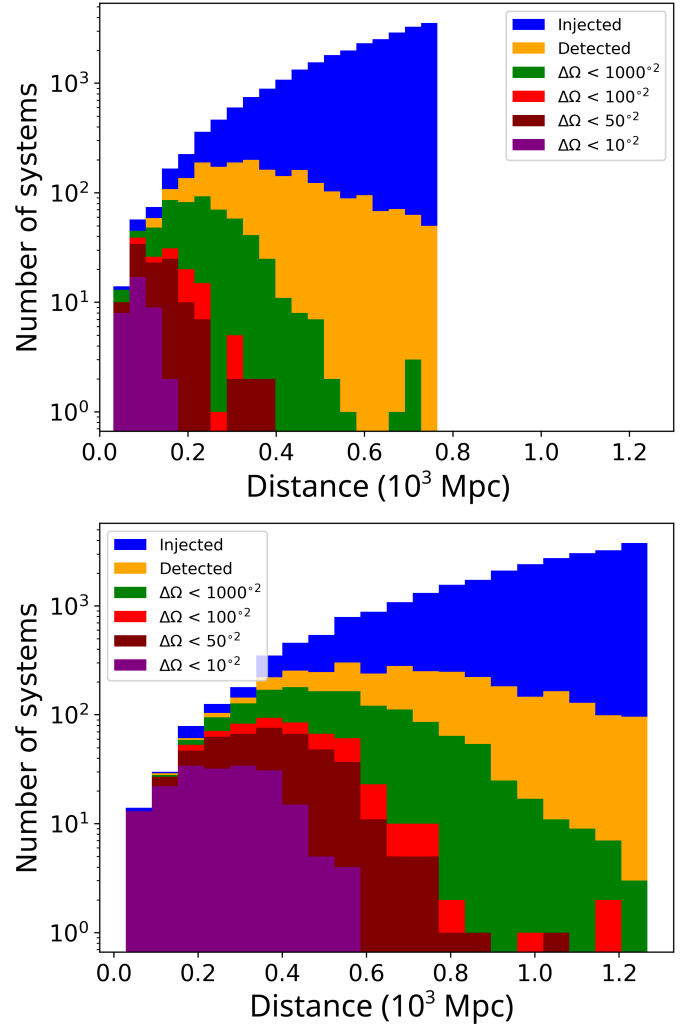 Number of systems
10³
10²
10¹
10⁰
Injected
Detected
ΔΩ < 1000°²
ΔΩ < 100°²
ΔΩ < 50°²
ΔΩ < 10°²
0.0 0.2 0.4 0.6 0.8 1.0 1.2
Distance (10³ Mpc)
Number of systems
10³
10²
10¹
10⁰
Injected
Detected
ΔΩ < 1000°²
ΔΩ < 100°²
ΔΩ < 50°²
ΔΩ < 10°²
0.0 0.2 0.4 0.6 0.8 1.0 1.2
Distance (10³ Mpc)